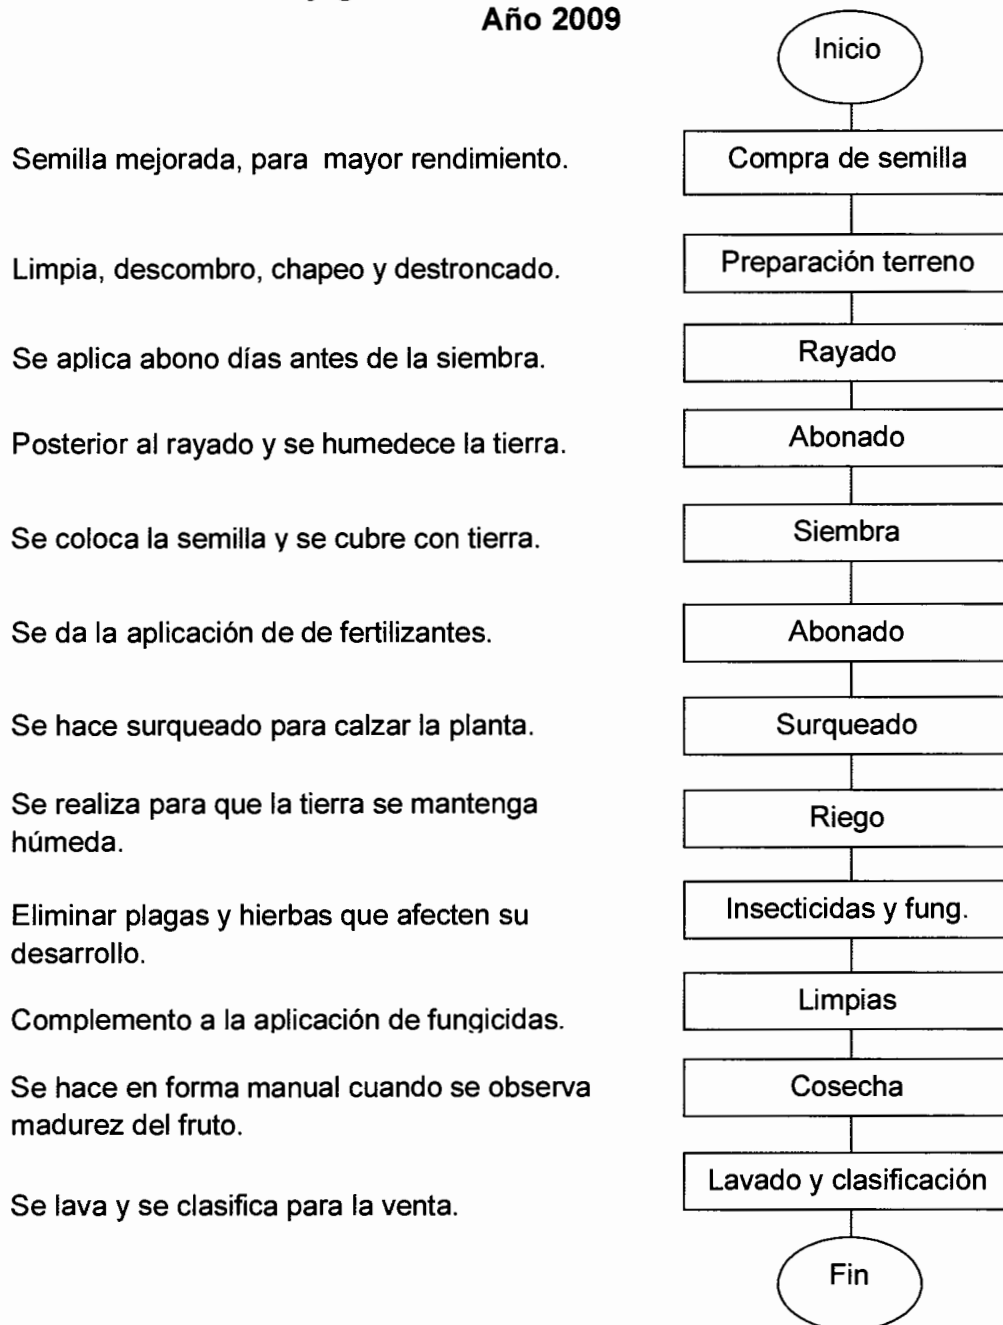 Año 2009
Inicio
Semilla mejorada, para mayor rendimiento.
Compra de semilla
Limpia, descombro, chapeo y destroncado.
Preparación terreno
Se aplica abono días antes de la siembra.
Rayado
Posterior al rayado y se humedece la tierra.
Abonado
Se coloca la semilla y se cubre con tierra.
Siembra
Se da la aplicación de de fertilizantes.
Abonado
Se hace surqueado para calzar la planta.
Surqueado
Se realiza para que la tierra se mantenga
húmeda.
Riego
Eliminar plagas y hierbas que afecten su
desarrollo.
Insecticidas y fung.
Complemento a la aplicación de fungicidas.
Limpias
Se hace en forma manual cuando se observa
madurez del fruto.
Cosecha
Se lava y se clasifica para la venta.
Lavado y clasificación
Fin